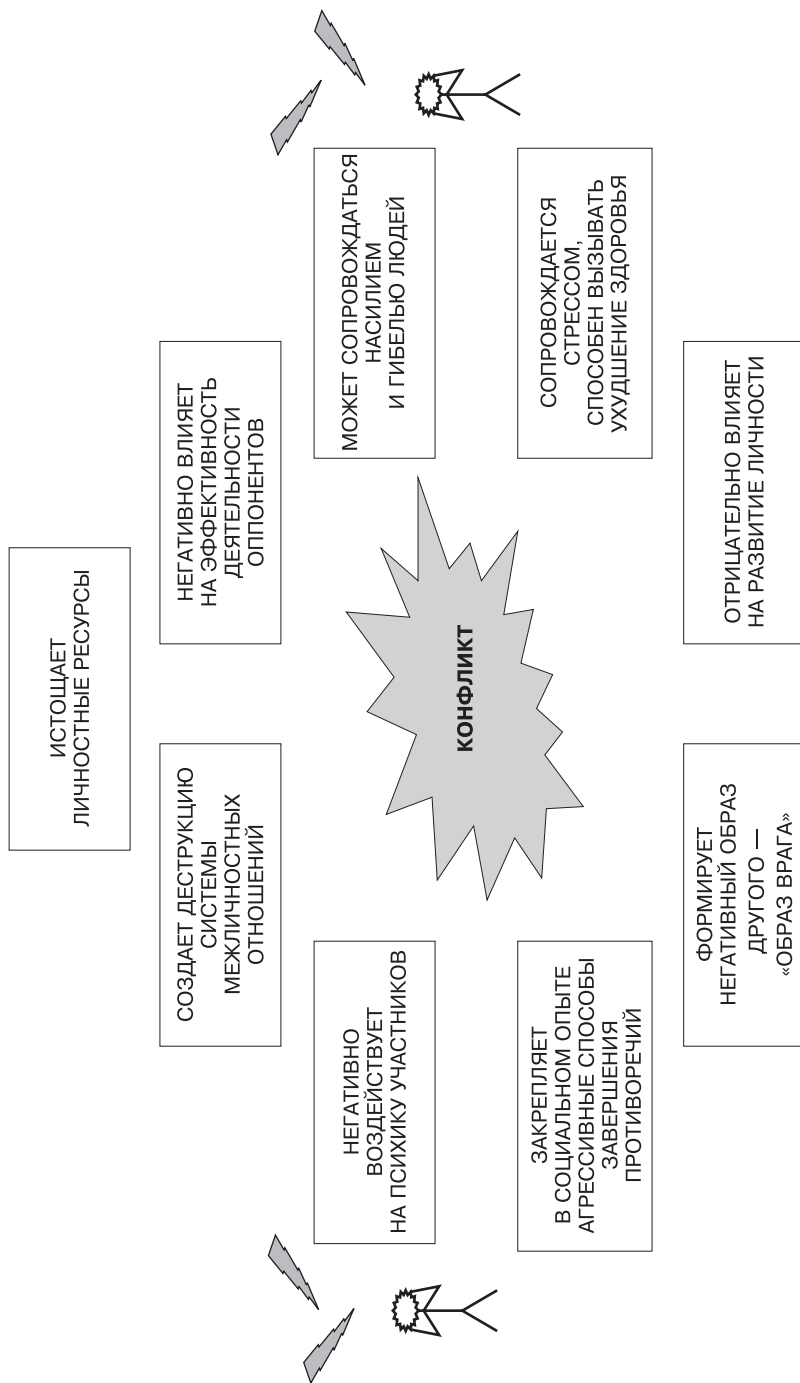 ИСТОЩАЕТ
ЛИЧНОСТНЫЕ РЕСУРСЫ
СОЗДАЕТ ДЕСТРУКЦИЮ
СИСТЕМЫ
МЕЖЛИЧНОСТНЫХ
ОТНОШЕНИЙ
НЕГАТИВНО ВЛИЯЕТ
НА ЭФФЕКТИВНОСТЬ
ДЕЯТЕЛЬНОСТИ
ОППОНЕНТОВ
НЕГАТИВНО
ВОЗДЕЙСТВУЕТ
НА ПСИХИКУ УЧАСТНИКОВ
МОЖЕТ СОПРОВОЖДАТЬСЯ
НАСИЛИЕМ
И ГИБЕЛЬЮ ЛЮДЕЙ
КОНФЛИКТ
ЗАКРЕПЛЯЕТ
В СОЦИАЛЬНОМ ОПЫТЕ
АГРЕССИВНЫЕ СПОСОБЫ
ЗАВЕРШЕНИЯ
ПРОТИВОРЕЧИЙ
СОПРОВОЖДАЕТСЯ
СТРЕССОМ,
СПОСОБЕН ВЫЗЫВАТЬ
УХУДШЕНИЕ ЗДОРОВЬЯ
ФОРМИРУЕТ
НЕГАТИВНЫЙ ОБРАЗ
ДРУГОГО —
«ОБРАЗ ВРАГА»
ОТРИЦАТЕЛЬНО ВЛИЯЕТ
НА РАЗВИТИЕ ЛИЧНОСТИ